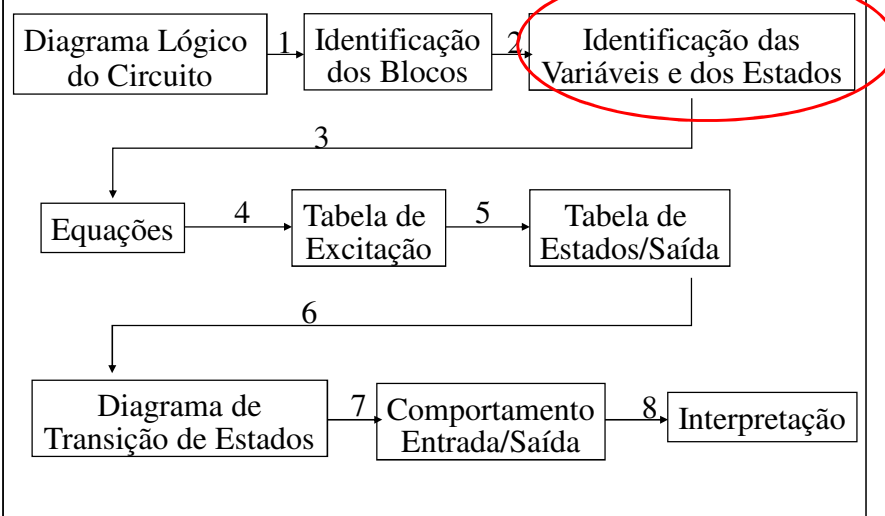 Diagrama Lógico
do Circuito
1
Identificação
dos Blocos
2
Identificação das
Variáveis e dos Estados
3
Equações
4
Tabela de
Excitação
5
Tabela de
Estados/Saída
6
Diagrama de
Transição de Estados
7
Comportamento
Entrada/Saída
8
Interpretação